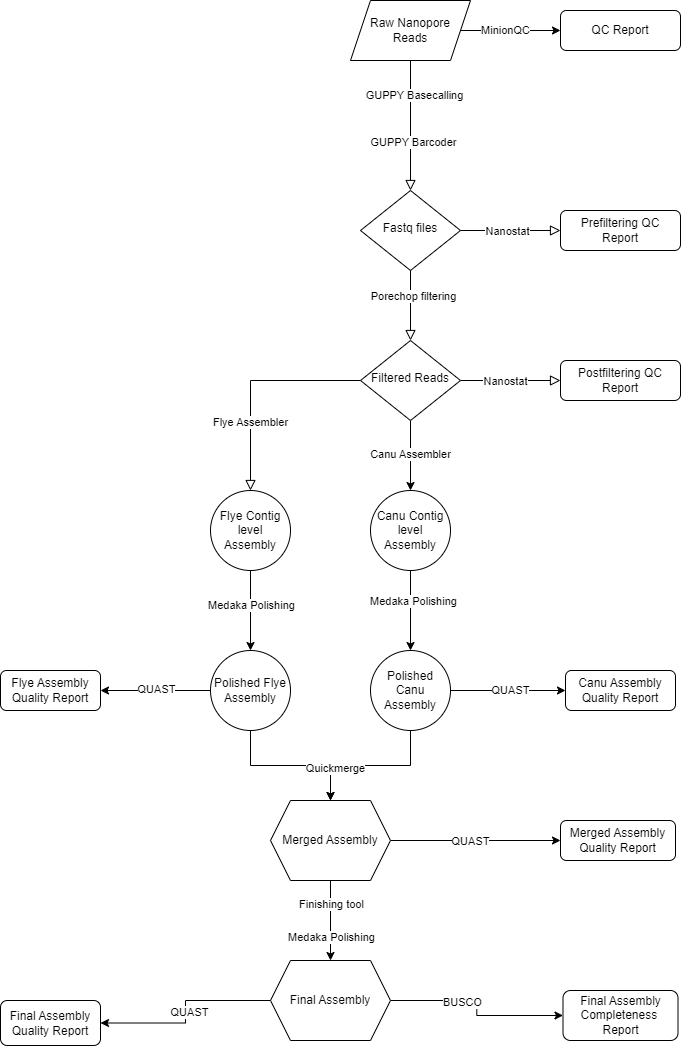 Raw Nanopore
Reads
MinionQC
QC Report
GUPPY Basecalling
GUPPY Barcoder
Fastq files
Nanostat
Prefiltering QC
Report
Porechop filtering
Filtered Reads
Nanostat
Postfiltering QC
Report
Flye Assembler
Canu Assembler
Flye Contig
level
Assembly
Canu Contig
level
Assembly
Medaka Polishing
Medaka Polishing
Flye Assembly
Quality Report
QUAST
Polished Flye
Assembly
Polished
Canu
Assembly
QUAST
Canu Assembly
Quality Report
Quickmerge
Merged Assembly
QUAST
Merged Assembly
Quality Report
Finishing tool
Medaka Polishing
Final Assembly
Quality Report
QUAST
Final Assembly
BUSCO
Final Assembly
Completeness
Report